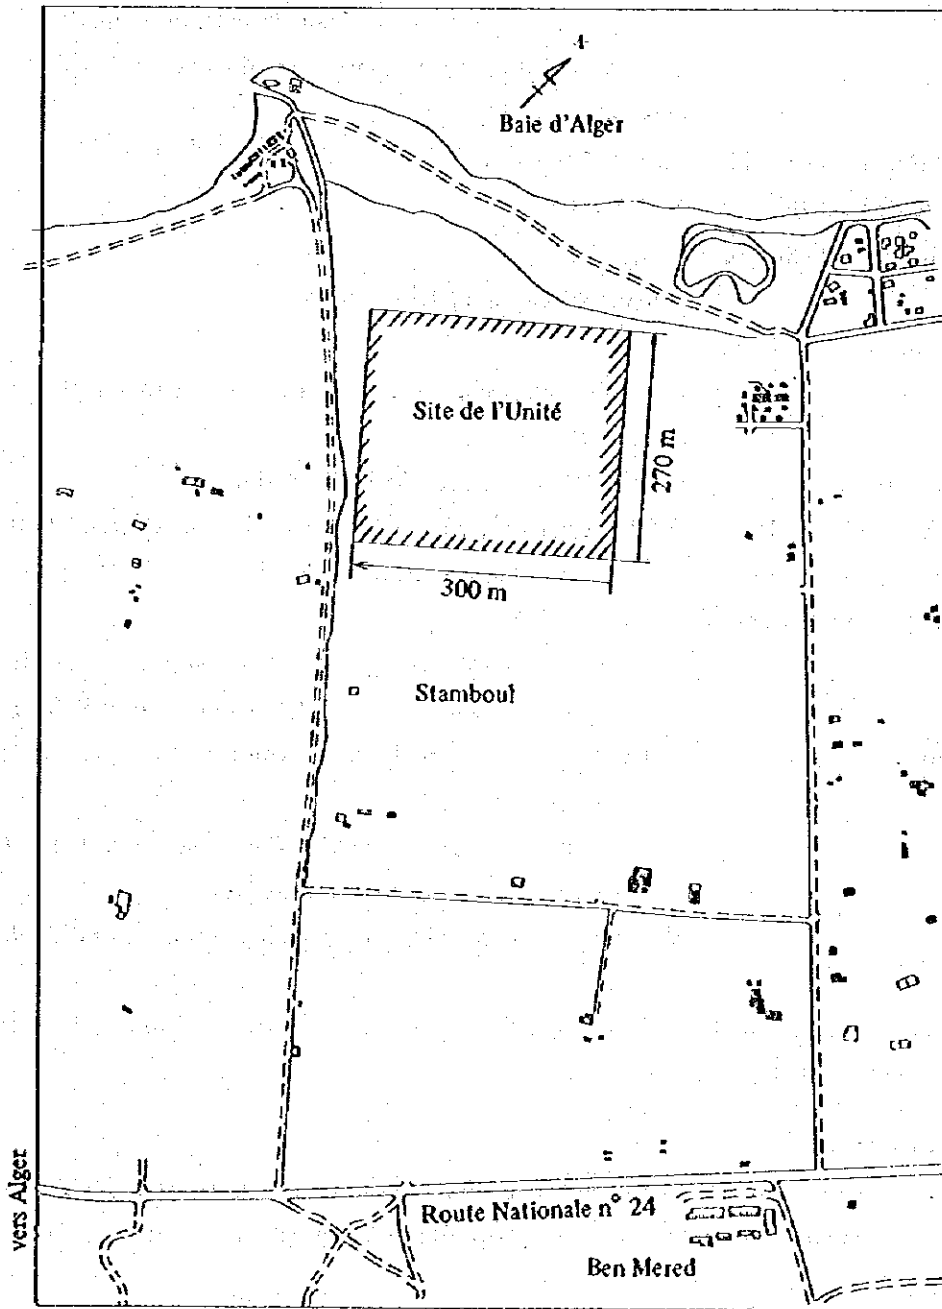 Baie d'Alger
Site de l'Unité
270 m
300 m
Stamboul
vers Alger
Route Nationale n° 24
Ben Mered